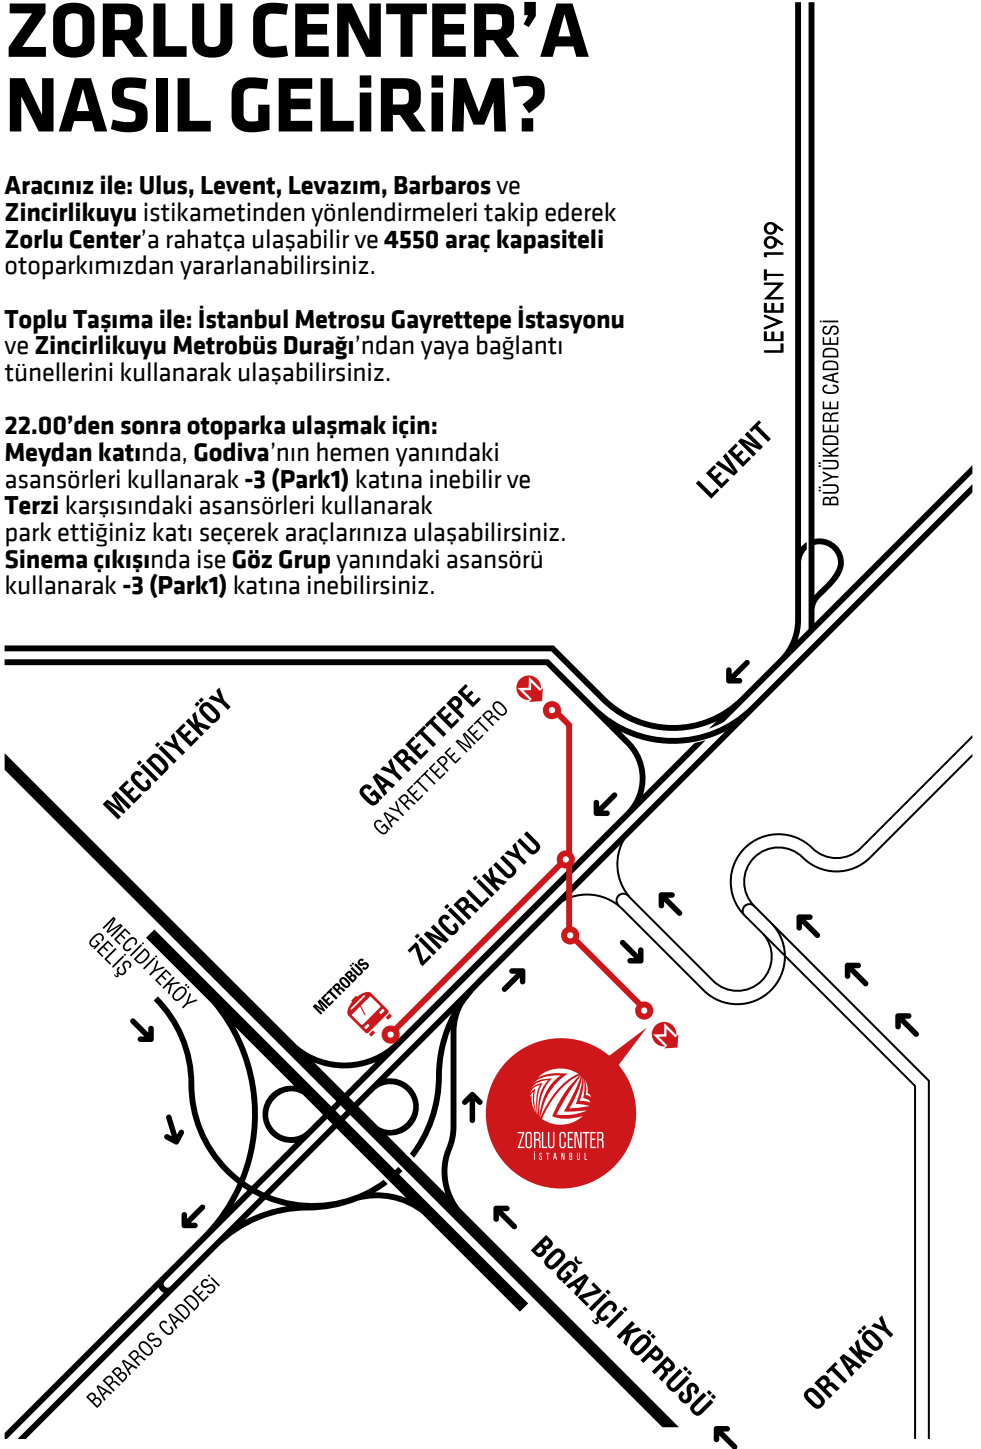 ZORLU CENTER'A
NASIL GELiRiM?
Aracınız ile: Ulus, Levent, Levazım, Barbaros ve
Zincirlikuyu istikametinden yönlendirmeleri takip ederek
Zorlu Center'a rahatça ulaşabilir ve 4550 araç kapasiteli
otoparkımızdan yararlanabilirsiniz.
Toplu Taşıma ile: İstanbul Metrosu Gayrettepe İstasyonu
ve Zincirlikuyu Metrobüs Durağı'ndan yaya bağlantı
tünellerini kullanarak ulaşabilirsiniz.
22.00'den sonra otoparka ulaşmak için:
Meydan katında, Godiva'nın hemen yanındaki
asansörleri kullanarak -3 (Park1) katına inebilir ve
Terzi karşısındaki asansörleri kullanarak
park ettiğiniz katı seçerek araçlarınıza ulaşabilirsiniz.
Sinema çıkışında ise Göz Grup yanındaki asansörü
kullanarak -3 (Park1) katına inebilirsiniz.
LEVENT 199
BÜYÜKDERE CADDESİ
LEVENT
MECİDİYEKÖY
GAYRETTEPE
GAYRETTEPE METRO
M
ZİNCİRLİKUYU
MECİDİYEKÖY
GELİŞ
METROBÜS
M
ZORLU CENTER
İSTANBUL
BOĞAZİÇİ KÖPRÜSÜ
BARBAROS CADDESİ
ORTAKÖY